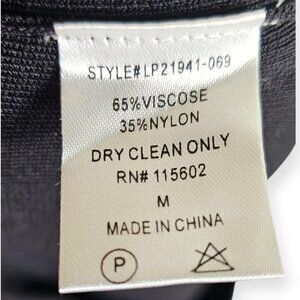 STYLE#LP21941-069
65%VISCOSE
35%NYLON
DRY CLEAN ONLY
RN# 115602
M
MADE IN CHINA
P